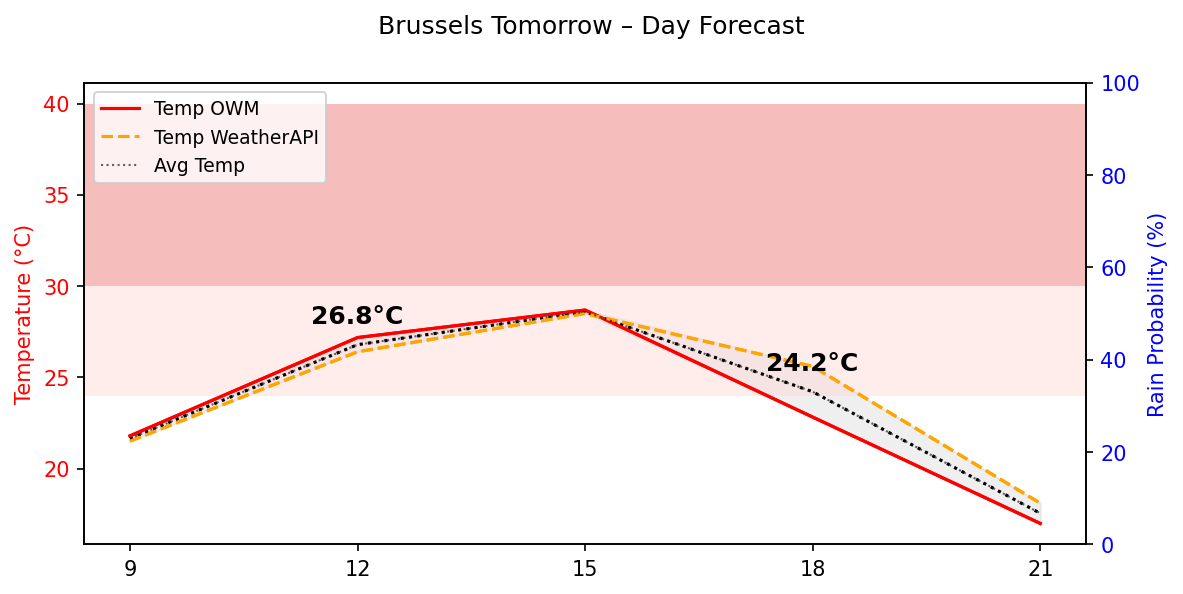 Brussels Tomorrow – Day Forecast
Temp OWM
Temp WeatherAPI
Avg Temp
Temperature (°C)
40
35
30
25
20
26.8°C
24.2°C
100
80
60
40
20
0
Rain Probability (%)
9 12 15 18 21